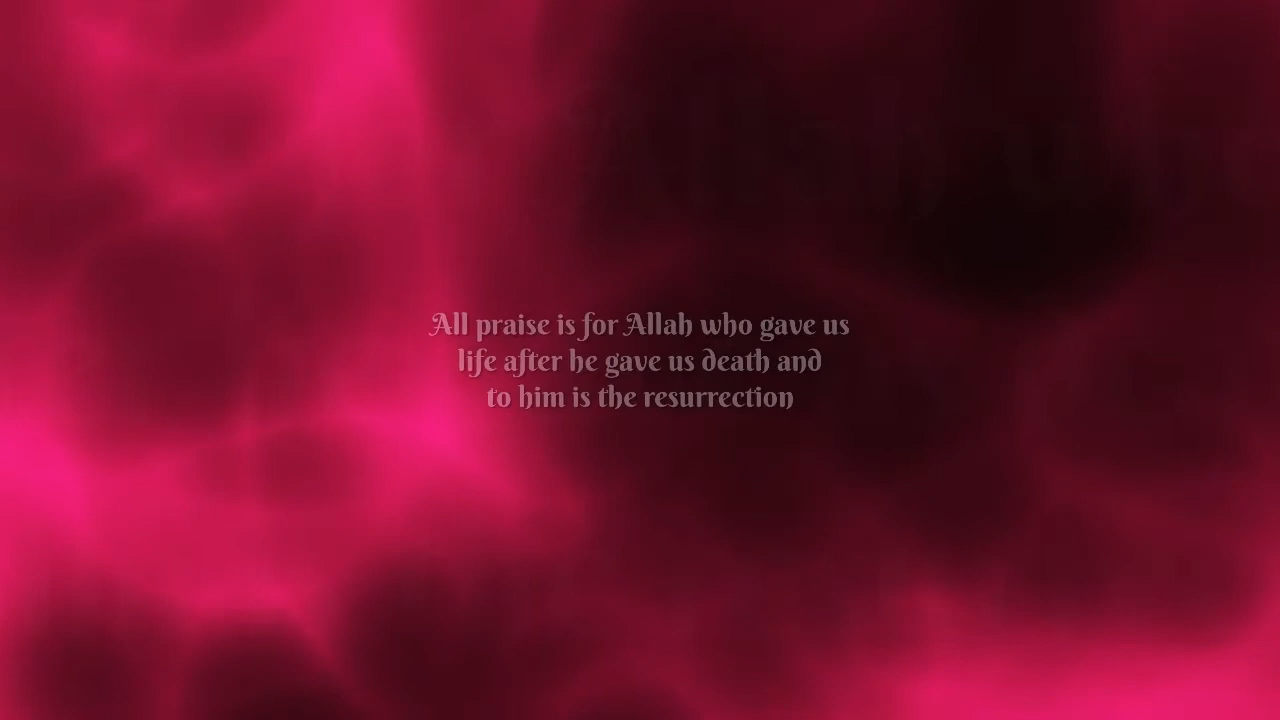 All praise is for Allah who gave us
life after he gave us death and
to him is the resurrection